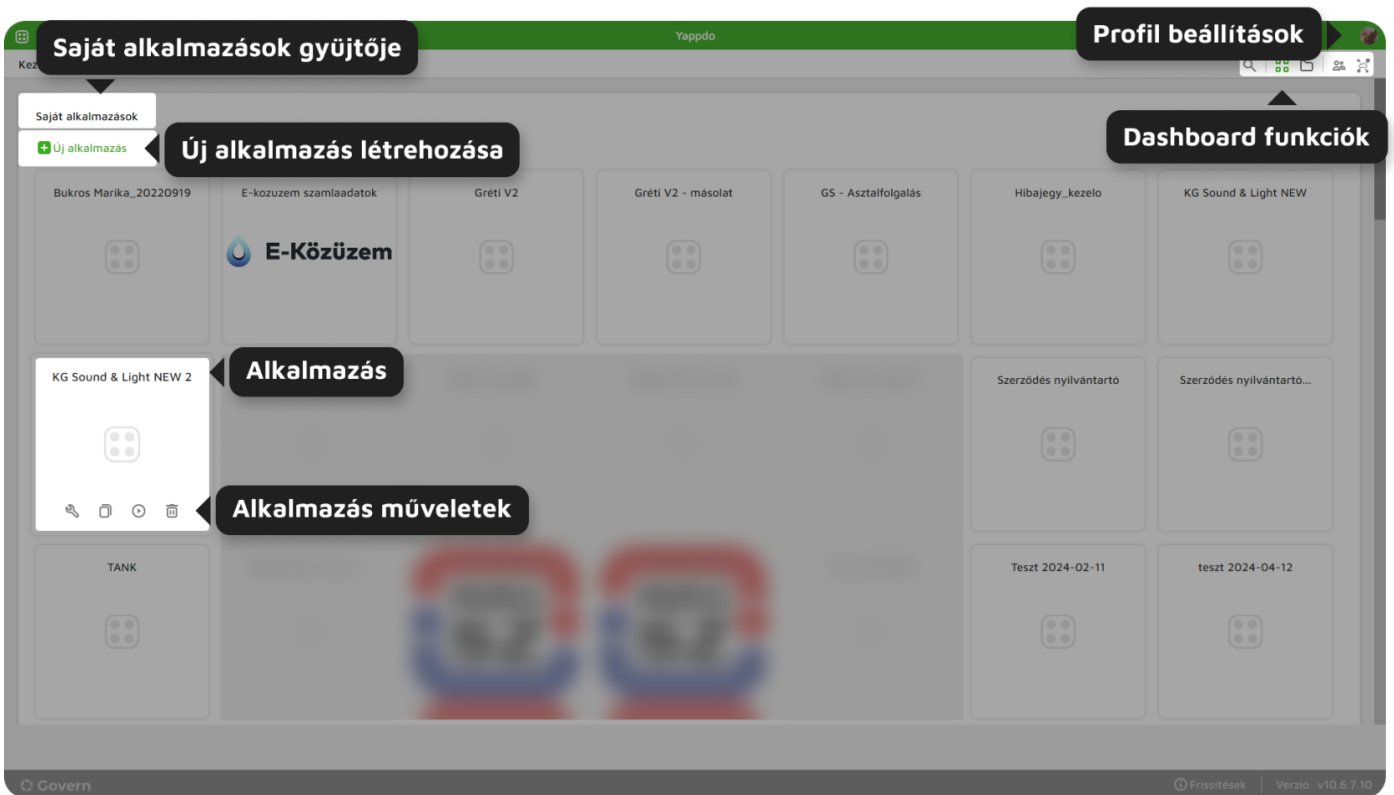 Yappdo
Profil beállítások
Saját alkalmazások gyüjtője
Kez
Saját alkalmazások
Dashboard funkciók
Új alkalmazás
Új alkalmazás létrehozása
Bukros Marika_20220919
E-kozuzem szamlaadatok
Gréti V2
Gréti V2 - másolat
GS - Asztalfolgalás
Hibajegy_kezelo
KG Sound & Light NEW
E-Közüzem
KG Sound & Light NEW 2
Alkalmazás
Szerződés nyilvántartó
Szerződés nyilvántartó...
Alkalmazás műveletek
TANK
Teszt 2024-02-11
teszt 2024-04-12
Govern
Frissítések
Verzió: v10.6.7.10